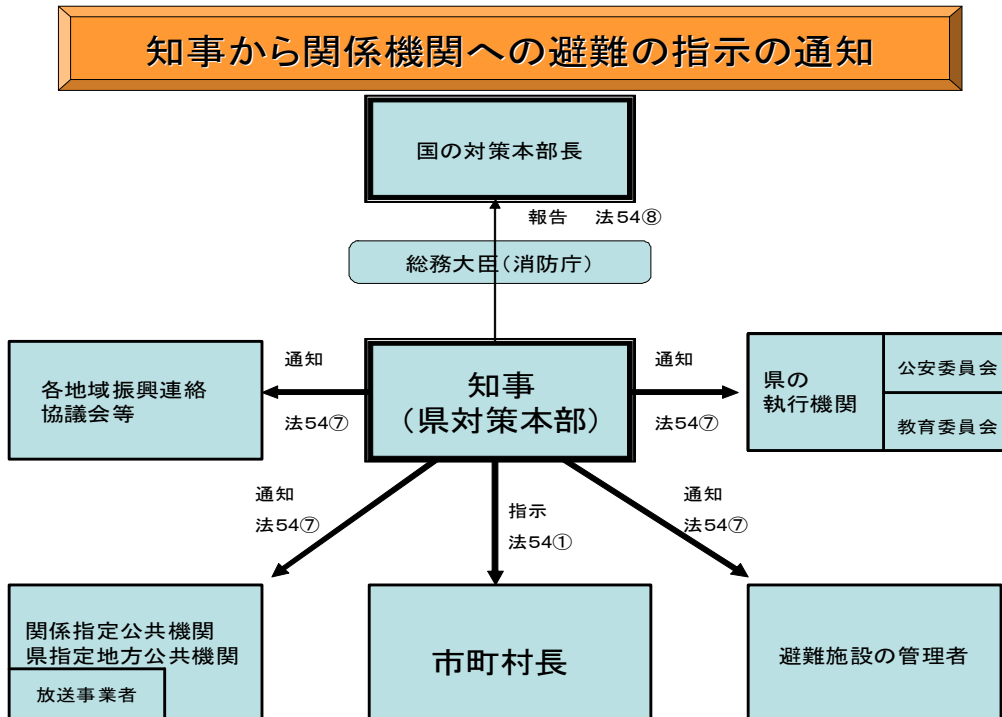 知事から関係機関への避難の指示の通知
国の対策本部長
報告　法54⑧
総務大臣(消防庁)
各地域振興連絡
協議会等
通知
法54⑦
知事
(県対策本部)
通知
法54⑦
県の
執行機関
公安委員会
教育委員会
通知
法54⑦
指示
法54①
通知
法54⑦
関係指定公共機関
県指定地方公共機関
放送事業者
市町村長
避難施設の管理者